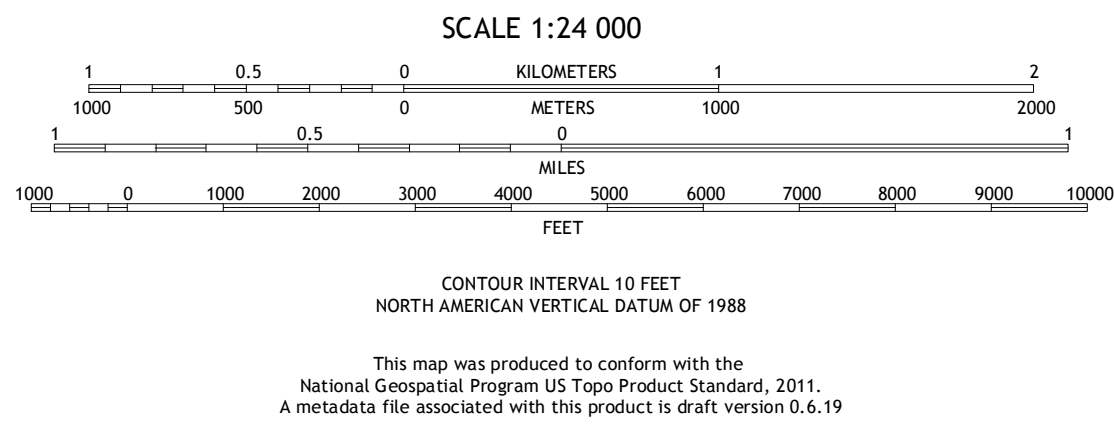 SCALE 1:24 000
1 0.5 0 KILOMETERS 1 2
1000 500 0 METERS 1000 2000
1 0.5 0 1
MILES
1000 0 1000 2000 3000 4000 5000 6000 7000 8000 9000 10000
FEET
CONTOUR INTERVAL 10 FEET
NORTH AMERICAN VERTICAL DATUM OF 1988
This map was produced to conform with the
National Geospatial Program US Topo Product Standard, 2011.
A metadata file associated with this product is draft version 0.6.19